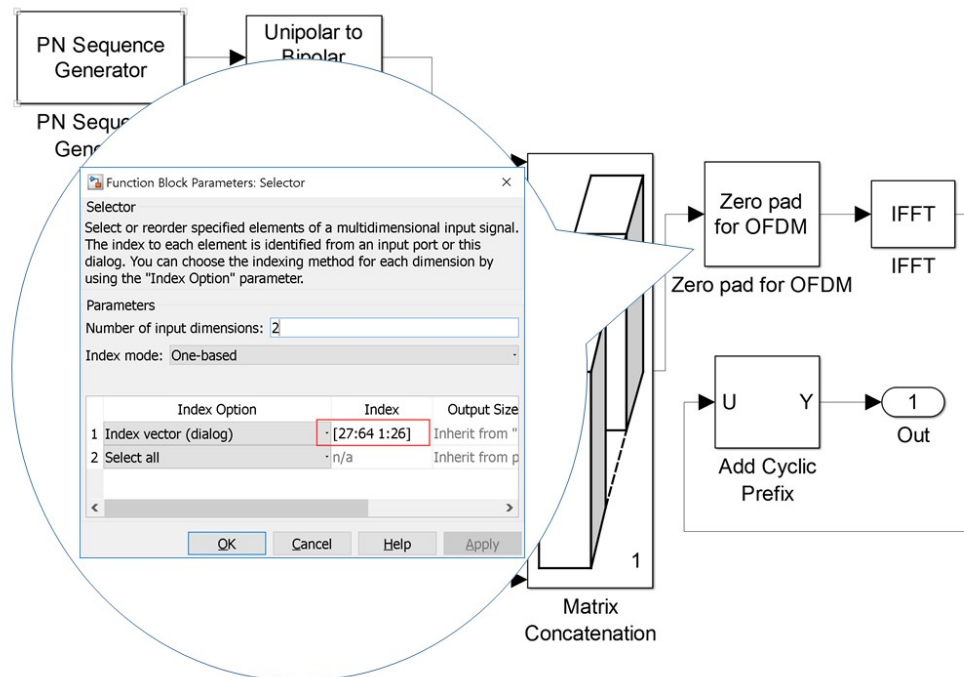 PN Sequence
Generator
Unipolar to
Bipolar
PN Sequ
Gen
Function Block Parameters: Selector
Selector
Select or reorder specified elements of a multidimensional input signal.
The index to each element is identified from an input port or this
dialog. You can choose the indexing method for each dimension by
using the "Index Option" parameter.
Parameters
Number of input dimensions: 2
Index mode: One-based
Index Option Index Output Size
1 Index vector (dialog) [27:64 1:26] Inherit from "
2 Select all n/a Inherit from p
OK Cancel Help Apply
1
Matrix
Concatenation
Zero pad
for OFDM
Zero pad for OFDM
IFFT
IFFT
U Y
Add Cyclic
Prefix
1
Out